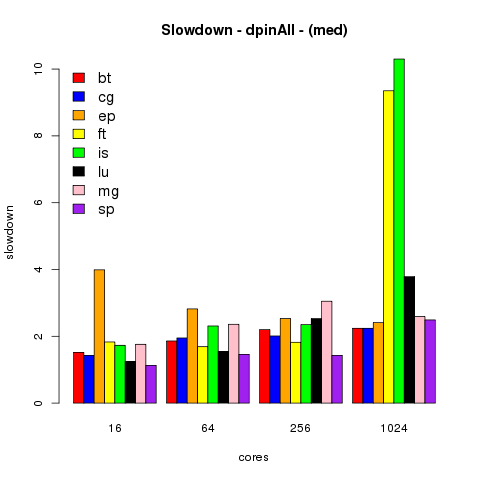 Slowdown - dpinAll - (med)
slowdown
10
8
6
4
2
0
bt
cg
ep
ft
is
lu
mg
sp
16 64 256 1024
cores